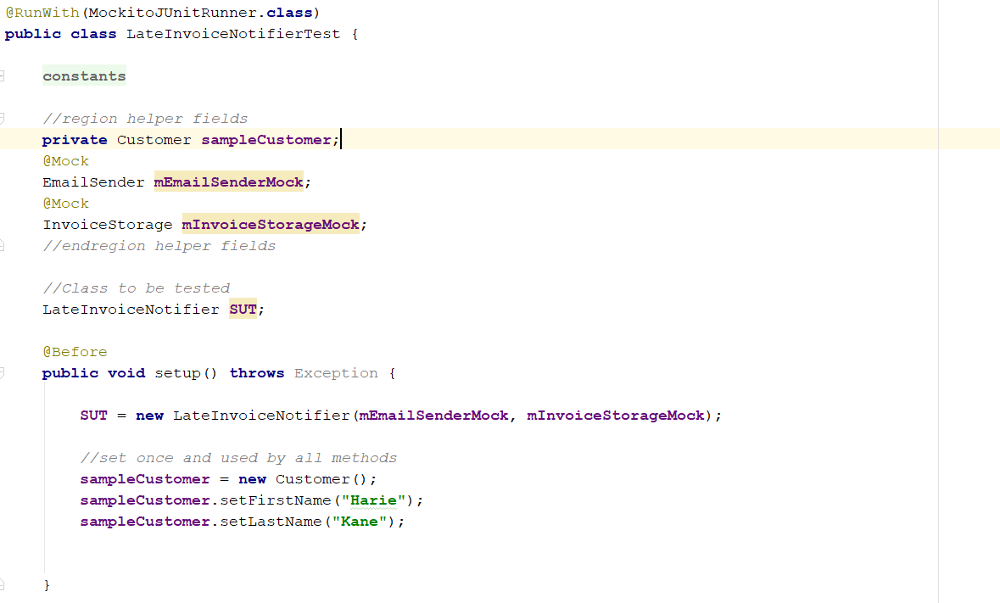 @RunWith(MockitoJUnitRunner.class)
public class LateInvoiceNotifierTest {
constants
//region helper fields
private Customer sampleCustomer;
@Mock
EmailSender mEmailSenderMock;
@Mock
InvoiceStorage mInvoiceStorageMock;
//endregion helper fields
//Class to be tested
LateInvoiceNotifier SUT;
@Before
public void setup() throws Exception {
SUT = new LateInvoiceNotifier(mEmailSenderMock, mInvoiceStorageMock);
//set once and used by all methods
sampleCustomer = new Customer();
sampleCustomer.setFirstName("Harie");
sampleCustomer.setLastName("Kane");
}